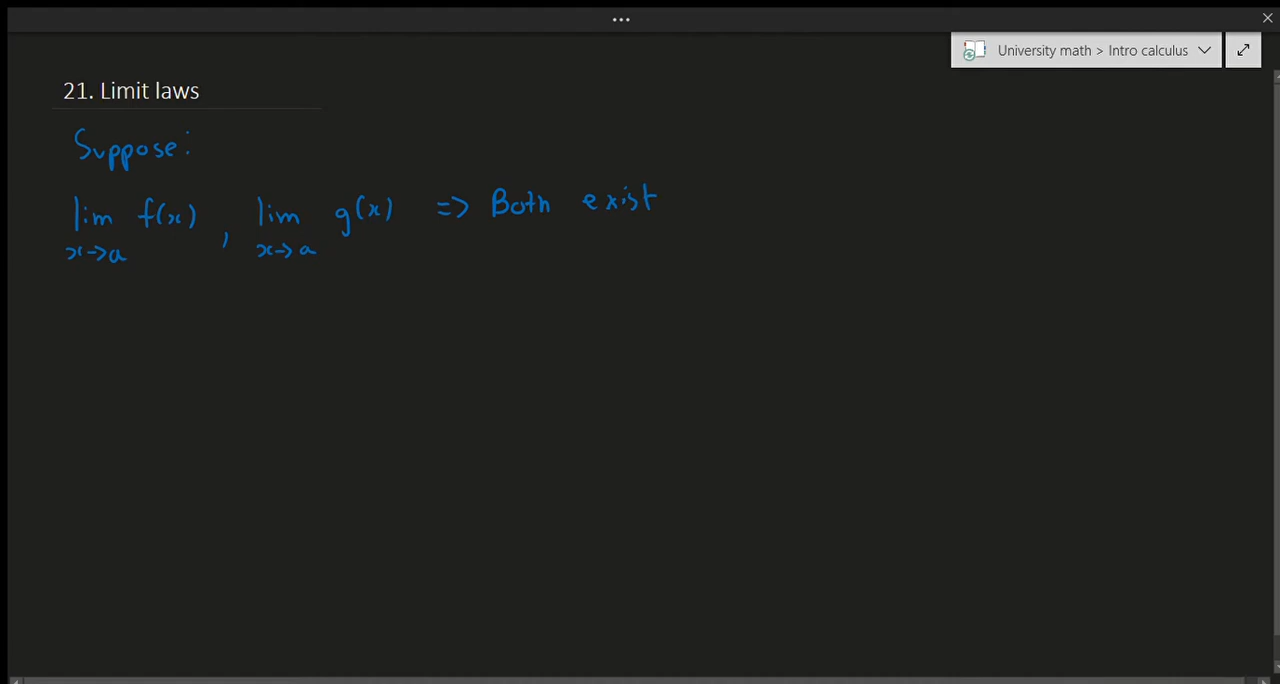 University math > Intro calculus
21. Limit laws
Suppose:
lim f(x), lim g(x) => Both exist
x->a x->a